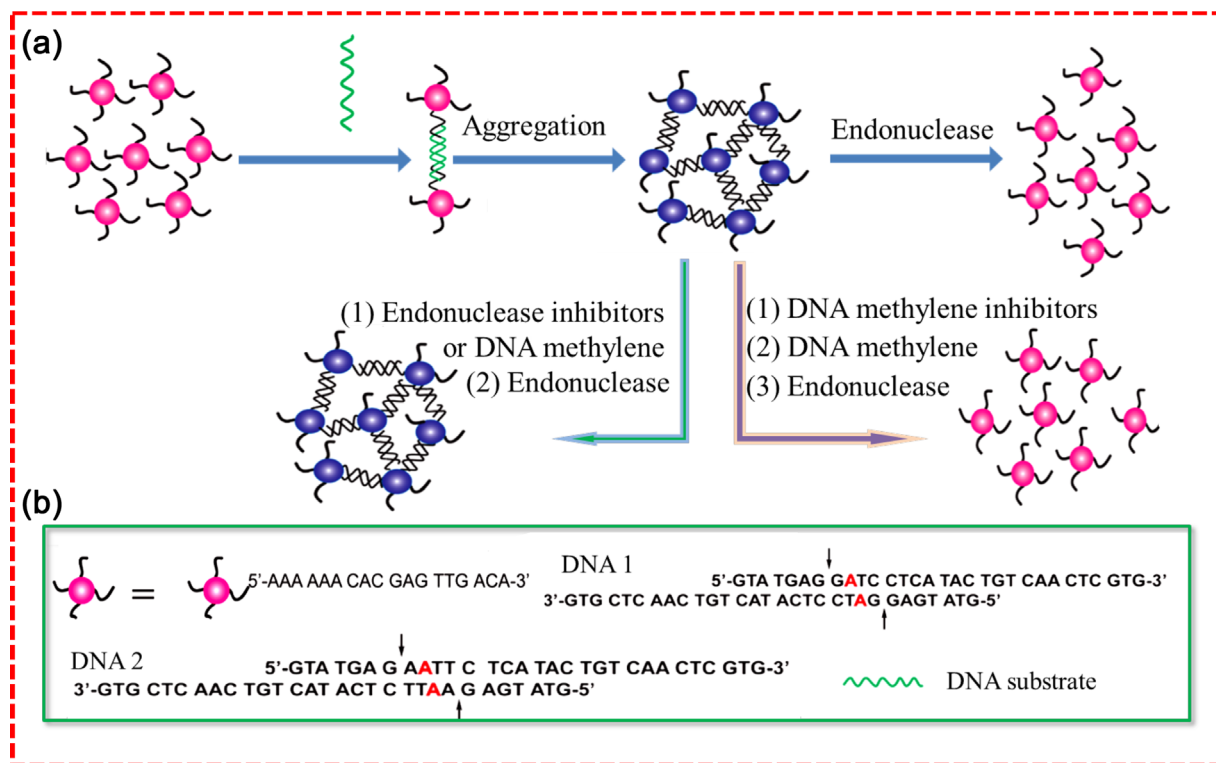 (a)
Aggregation
Endonuclease
(1) Endonuclease inhibitors
or DNA methylene
(2) Endonuclease
(1) DNA methylene inhibitors
(2) DNA methylene
(3) Endonuclease
(b)
=
5'-AAA AAA CAC GAG TTG ACA-3'
DNA 1
5'-GTA TGAG GATC CTCA TAC TGT CAA CTC GTG-3'
3'-GTG CTC AAC TGT CAT ACTC CTAG GAGT ATG-5'
DNA 2
5'-GTA TGA G AATT C TCA TAC TGT CAA CTC GTG-3'
3'-GTG CTC AAC TGT CAT ACT C TTAA G AGT ATG-5'
DNA substrate